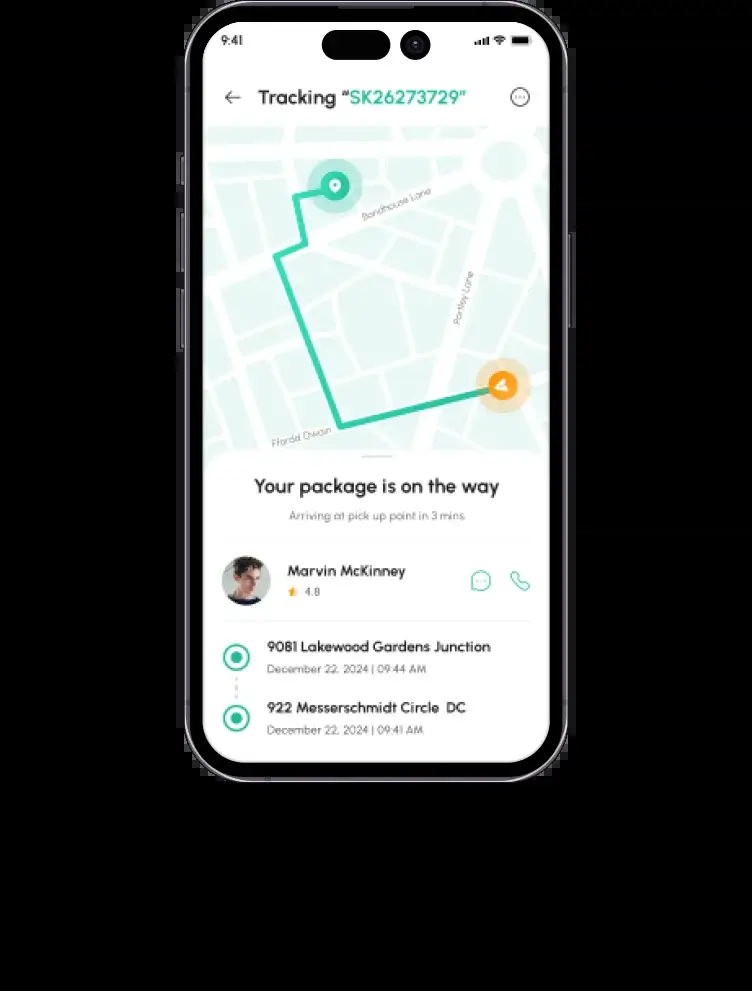 9:41
Tracking “SK26273729”
Bondhouse Lane
Partley Lane
Ffordd Owain
Your package is on the way
Arriving at pick up point in 3 mins
Marvin McKinney
4.8
9081 Lakewood Gardens Junction
December 22, 2024 | 09:44 AM
922 Messerschmidt Circle DC
December 22, 2024 | 09:41 AM